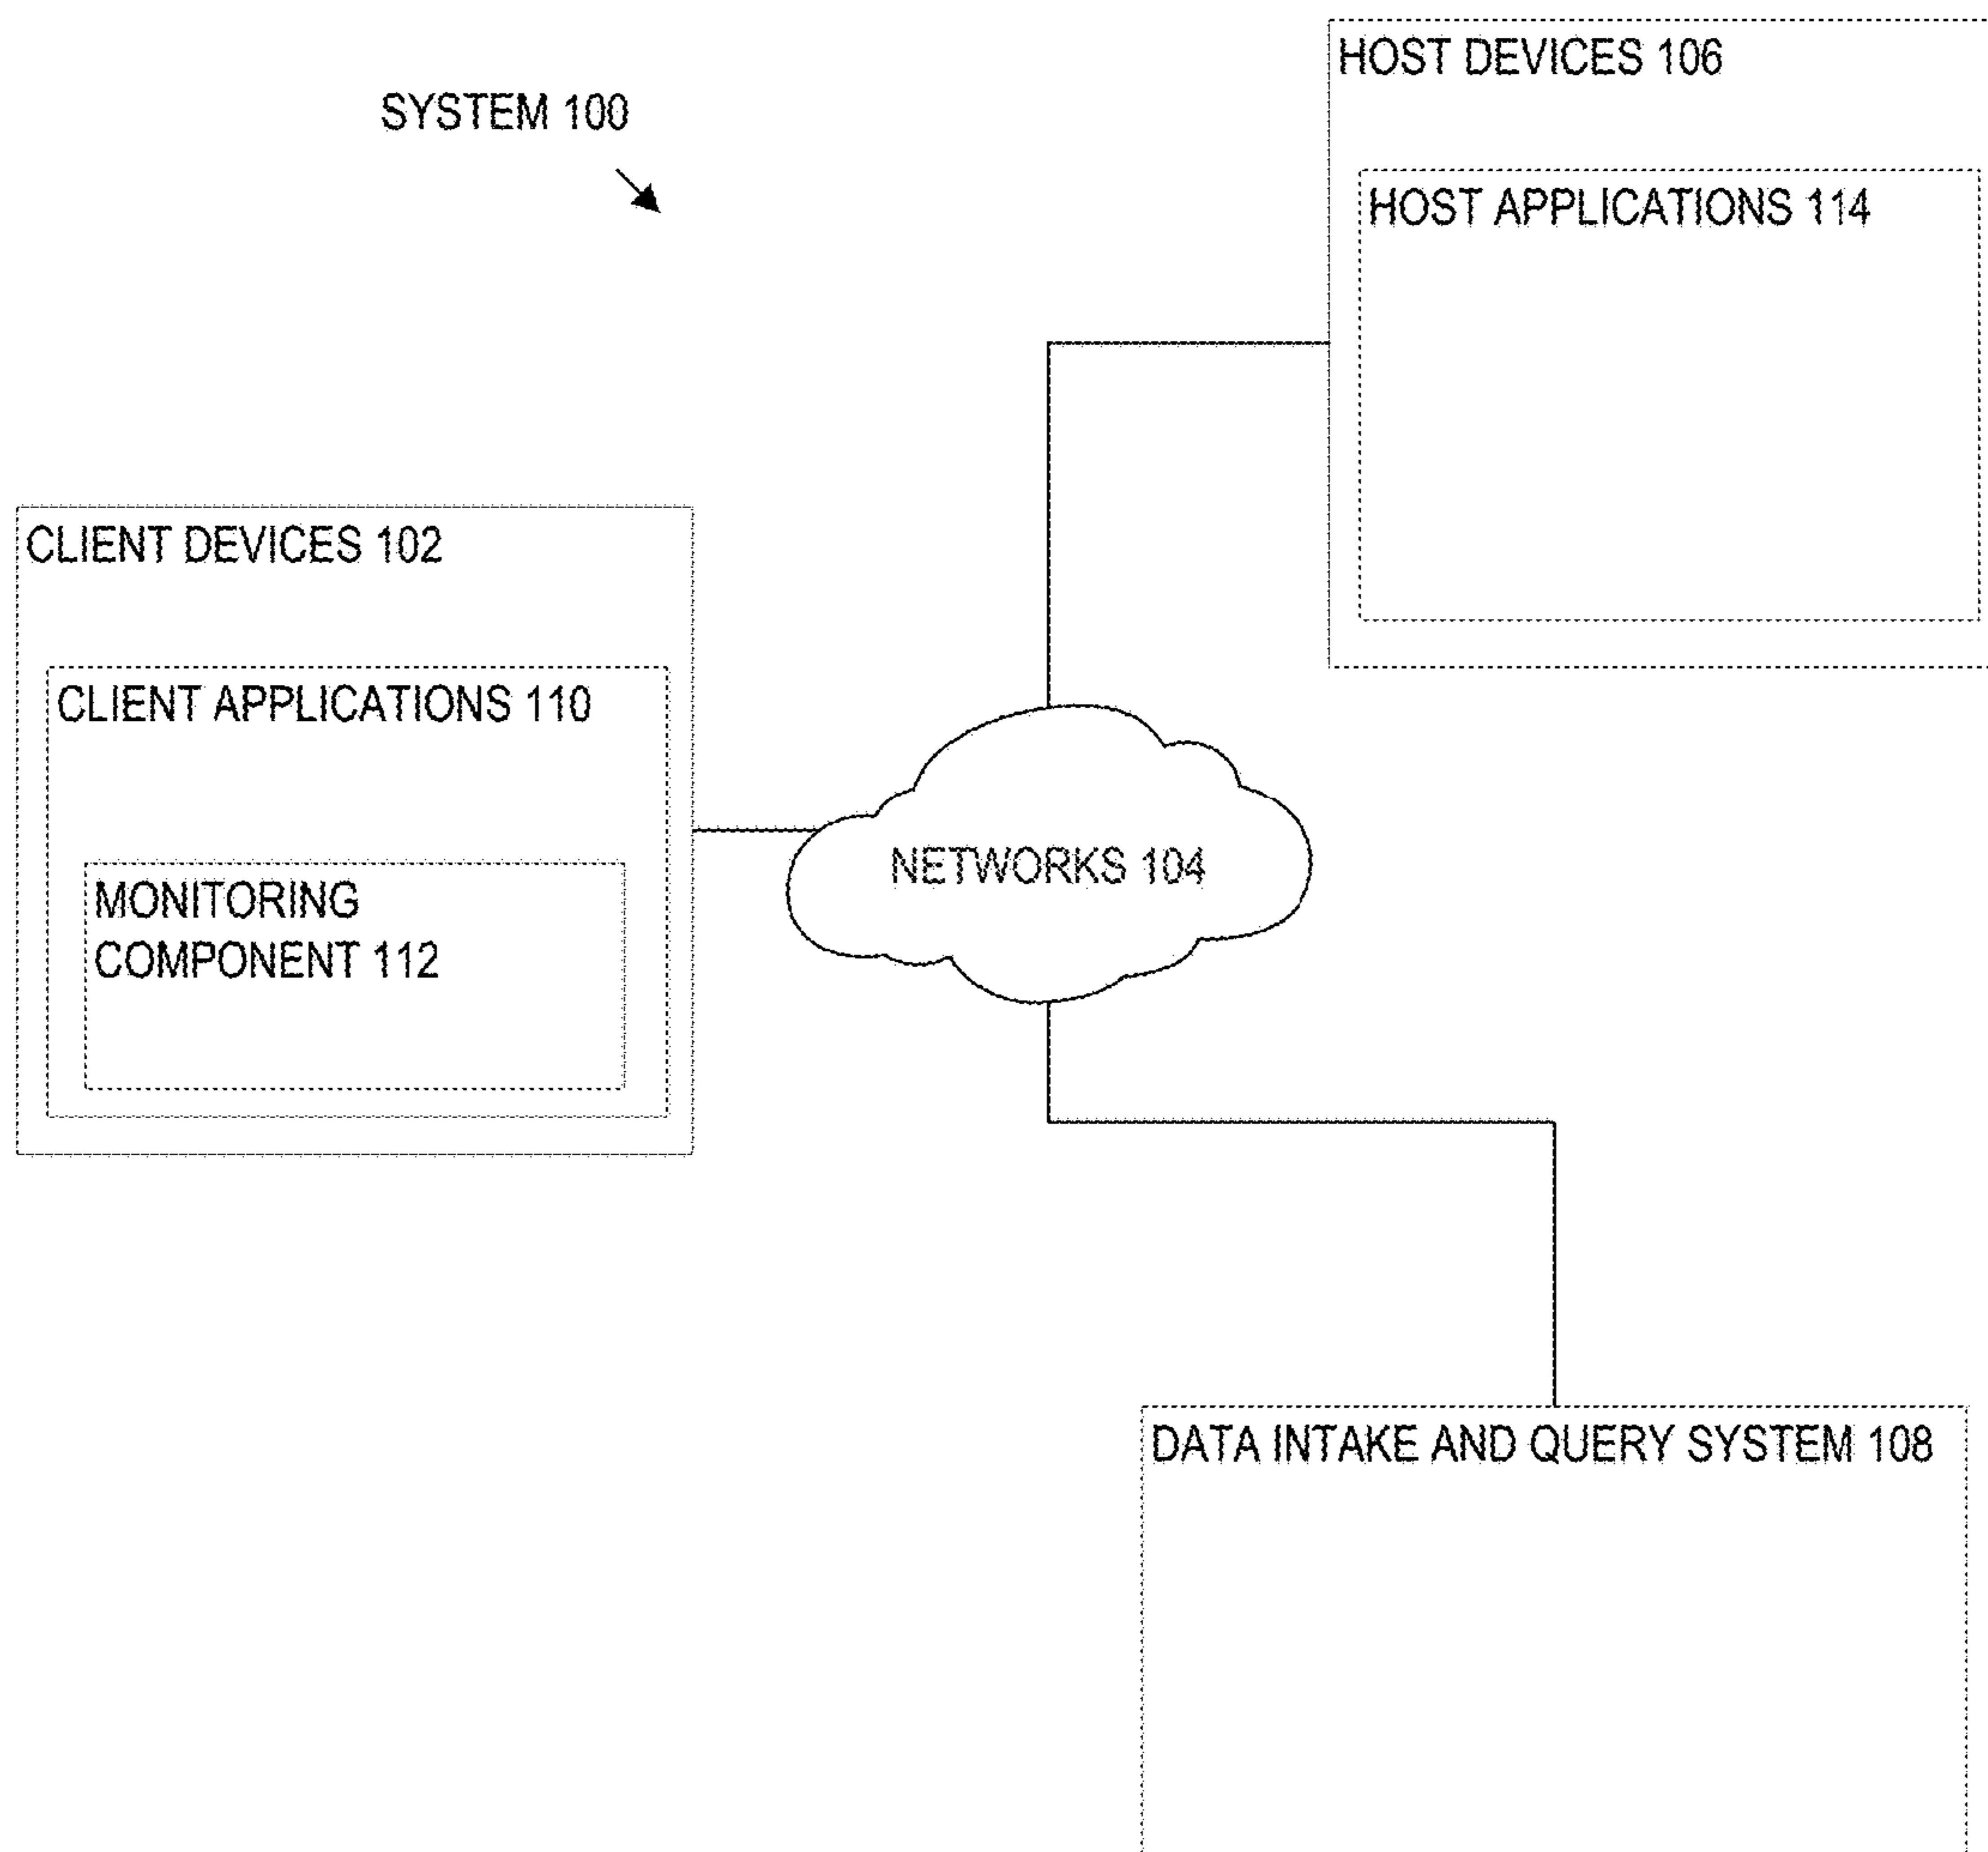 SYSTEM 100
HOST DEVICES 106
HOST APPLICATIONS 114
CLIENT DEVICES 102
CLIENT APPLICATIONS 110
MONITORING
COMPONENT 112
NETWORKS 104
DATA INTAKE AND QUERY SYSTEM 108